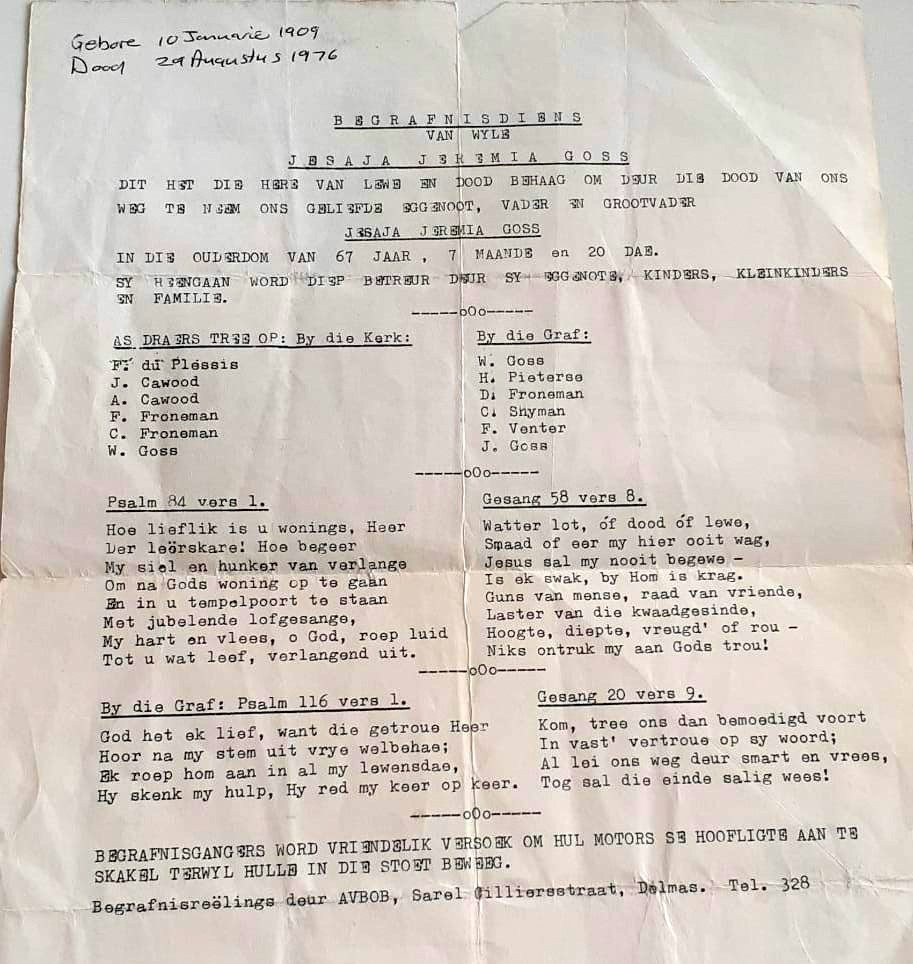 Gebore 10 Januarie 1909
Dood 29 Augustus 1976
BEGRAFNISDIENS
VAN WYLE
JESAJA JEREMIA GOSS
DIT HET DIE HERE VAN LEWE EN DOOD BEHAAG OM DEUR DIE DOOD VAN ONS
WEG TE NEEM ONS GELIEFDE EGGENOOT, VADER EN GROOTVADER
JESAJA JEREMIA GOSS
IN DIE OUDERDOM VAN 67 JAAR, 7 MAANDE en 20 DAE.
SY HEENGAAN WORD DIEP BETREUR DEUR SY EGGENOTE, KINDERS, KLEINKINDERS
EN FAMILIE.
-----oOo-----
AS DRAERS TREE OP: By die Kerk:
F. du Plessis
J. Cawood
A. Cawood
F. Froneman
C. Froneman
W. Goss
By die Graf:
W. Goss
H. Pieterse
D. Froneman
C. Snyman
F. Venter
J. Goss
-----oOo-----
Psalm 84 vers 1.
Hoe lieflik is u wonings, Heer
Der leërskare! Hoe begeer
My siel en hunker van verlange
Om na Gods woning op te gaan
En in u tempelpoort te staan
Met jubelende lofgesange,
My hart en vlees, o God, roep luid
Tot u wat leef, verlangend uit.
Gesang 58 vers 8.
Watter lot, óf dood óf lewe,
Smaad of eer my hier ooit wag,
Jesus sal my nooit begewe -
Is ek swak, by Hom is krag.
Guns van mense, raad van vriende,
Laster van die kwaadgesinde,
Hoogte, diepte, vreugd' of rou -
Niks ontruk my aan Gods trou!
-----oOo-----
By die Graf: Psalm 116 vers 1.
God het ek lief, want die getroue Heer
Hoor na my stem uit vrye welbehae;
Ek roep hom aan in al my lewensdae,
Hy skenk my hulp, Hy red my keer op keer.
Gesang 20 vers 9.
Kom, tree ons dan bemoedigd voort
In vast' vertroue op sy woord;
Al lei ons weg deur smart en vrees,
Tog sal die einde salig wees!
-----oOo-----
BEGRAFNISGANGERS WORD VRIENDELIK VERSOEK OM HUL MOTORS SE HOOFLIGTE AAN TE
SKAKEL TERWYL HULLE IN DIE STOET BEWEEG.
Begrafnisreëlings deur AVBOB, Sarel Cilliersstraat, Delmas. Tel. 328